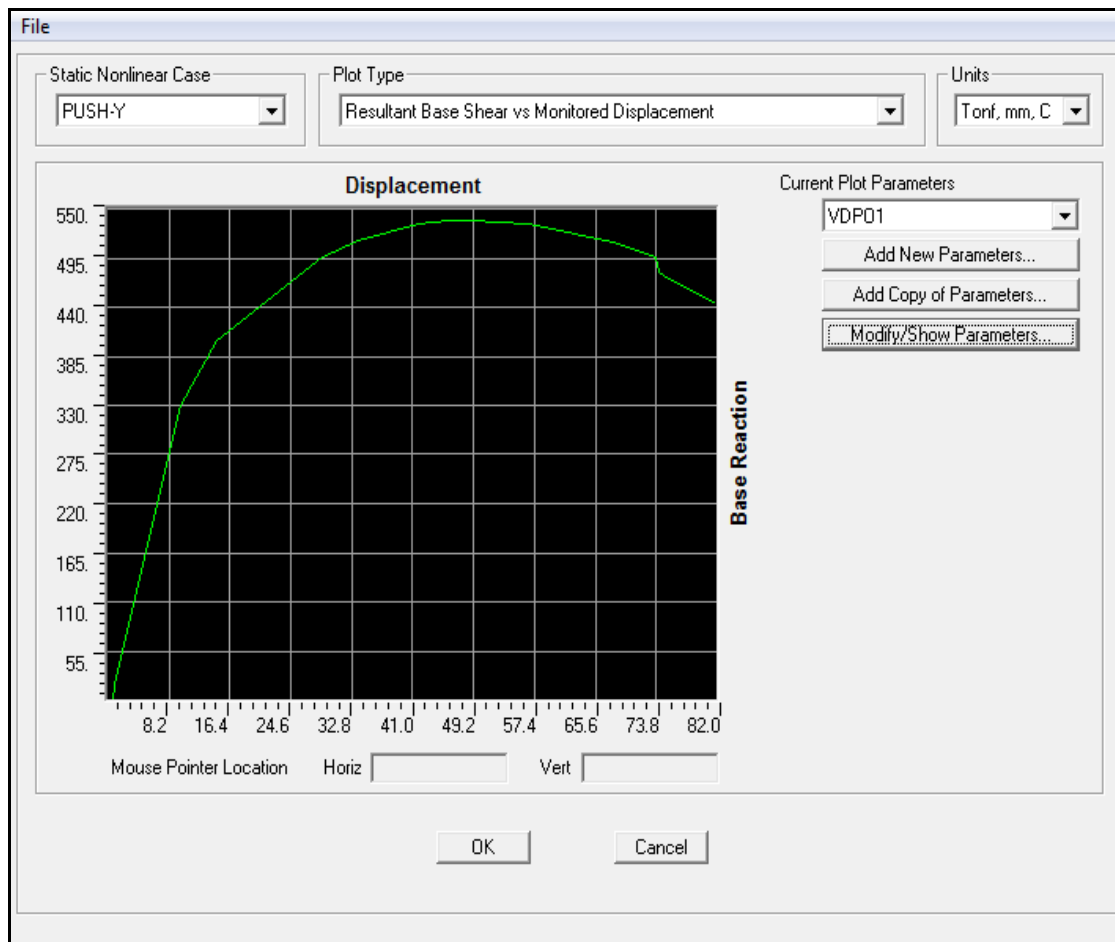 File
Static Nonlinear Case
Plot Type
Units
PUSH-Y
Resultant Base Shear vs Monitored Displacement
Tonf, mm, C
Displacement
Current Plot Parameters
VDPO1
Add New Parameters...
Add Copy of Parameters...
Modify/Show Parameters...
550.
495.
440.
385.
330.
275.
220.
165.
110.
55.
Base Reaction
8.2 16.4 24.6 32.8 41.0 49.2 57.4 65.6 73.8 82.0
Mouse Pointer Location Horiz Vert
OK Cancel